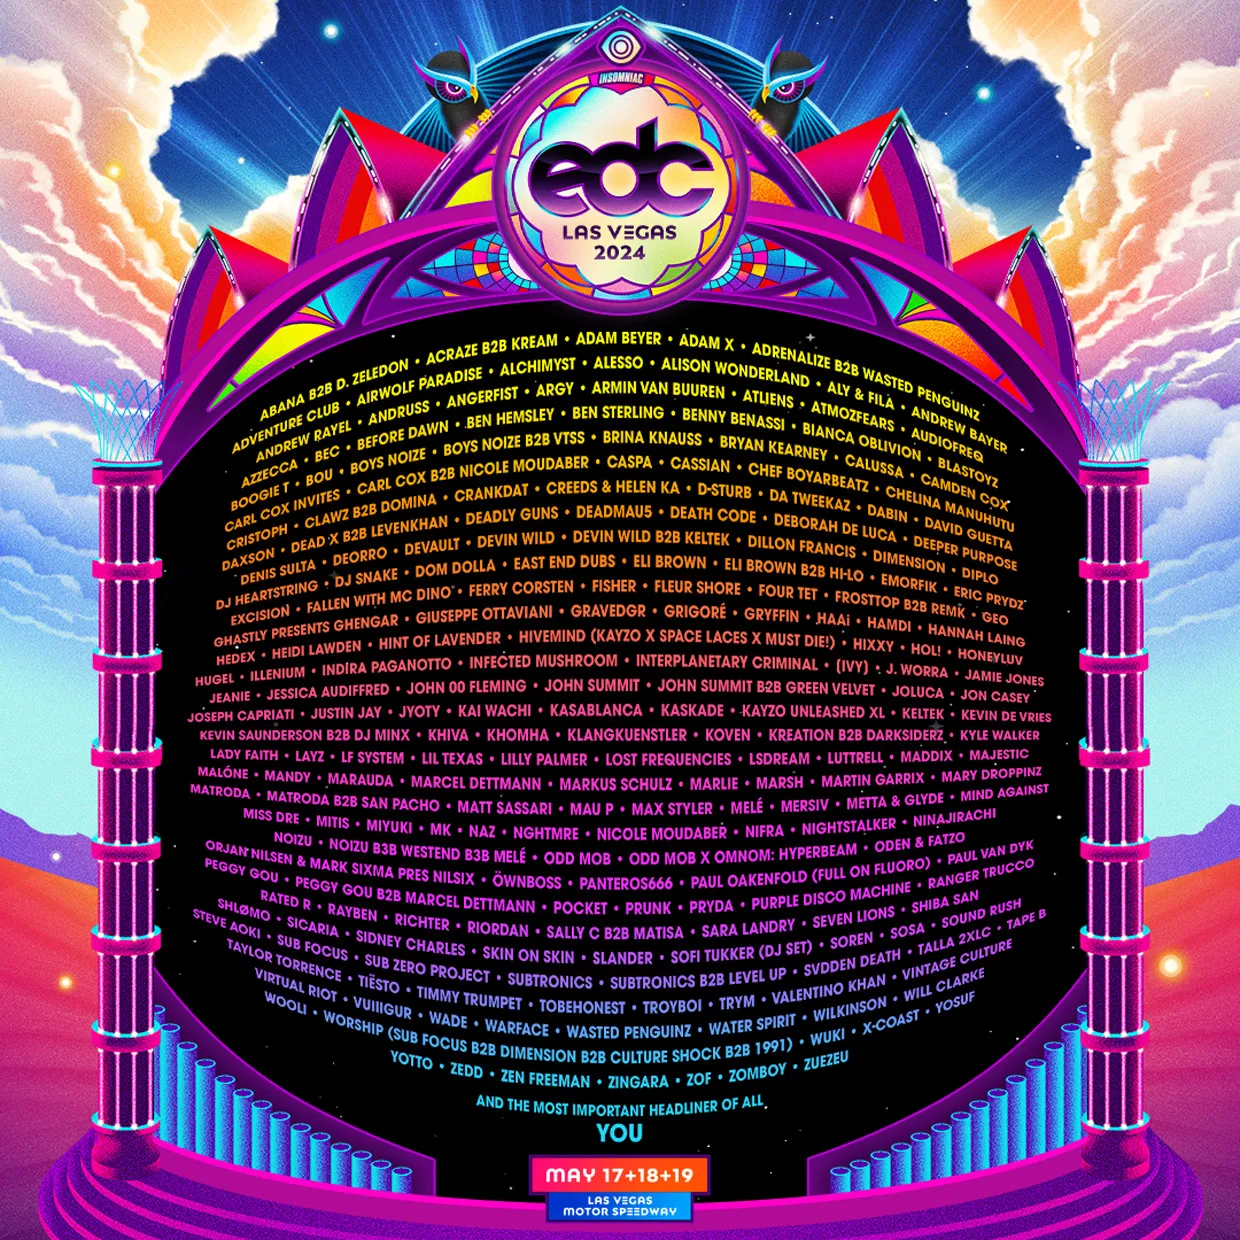 INSOMNIAC
edc
LAS VEGAS
2024
ABANA B2B D. ZELEDON • ACRAZE B2B KREAM • ADAM BEYER • ADAM X • ADRENALIZE B2B WASTED PENGUINZ
ADVENTURE CLUB • AIRWOLF PARADISE • ALCHIMYST • ALESSO • ALISON WONDERLAND • ALY & FILA • ANDREW BAYER
ANDREW RAYEL • ANDRUSS • ANGERFIST • ARGY • ARMIN VAN BUUREN • ATLIENS • ATMOZFEARS • AUDIOFREQ
AZZECCA • BEC • BEFORE DAWN • BEN HEMSLEY • BEN STERLING • BENNY BENASSI • BIANCA OBLIVION • BLASTOYZ
BOOGIE T • BOU • BOYS NOIZE • BOYS NOIZE B2B VTSS • BRINA KNAUSS • BRYAN KEARNEY • CALUSSA • CAMDEN COX
CARL COX INVITES • CARL COX B2B NICOLE MOUDABER • CASPA • CASSIAN • CHEF BOYARBEATZ • CHELINA MANUHUTU
CRISTOPH • CLAWZ B2B DOMINA • CRANKDAT • CREEDS & HELEN KA • D-STURB • DA TWEEKAZ • DABIN • DAVID GUETTA
DAXSON • DEAD X B2B LEVENKHAN • DEADLY GUNS • DEADMAU5 • DEATH CODE • DEBORAH DE LUCA • DEEPER PURPOSE
DENIS SULTA • DEORRO • DEVAULT • DEVIN WILD • DEVIN WILD B2B KELTEK • DILLON FRANCIS • DIMENSION • DIPLO
DJ HEARTSTRING • DJ SNAKE • DOM DOLLA • EAST END DUBS • ELI BROWN • ELI BROWN B2B HI-LO • EMORFIK • ERIC PRYDZ
EXCISION • FALLEN WITH MC DINO • FERRY CORSTEN • FISHER • FLEUR SHORE • FOUR TET • FROSTTOP B2B REMK • GEO
GHASTLY PRESENTS GHENGAR • GIUSEPPE OTTAVIANI • GRAVEDGR • GRIGORÉ • GRYFFIN • HAAi • HAMDI • HANNAH LAING
HEDEX • HEIDI LAWDEN • HINT OF LAVENDER • HIVEMIND (KAYZO X SPACE LACES X MUST DIE!) • HIXXY • HOL! • HONEYLUV
HUGEL • ILLENIUM • INDIRA PAGANOTTO • INFECTED MUSHROOM • INTERPLANETARY CRIMINAL • (IVY) • J. WORRA • JAMIE JONES
JEANIE • JESSICA AUDIFFRED • JOHN 00 FLEMING • JOHN SUMMIT • JOHN SUMMIT B2B GREEN VELVET • JOLUCA • JON CASEY
JOSEPH CAPRIATI • JUSTIN JAY • JYOTY • KAI WACHI • KASABLANCA • KASKADE • KAYZO UNLEASHED XL • KELTEK • KEVIN DE VRIES
KEVIN SAUNDERSON B2B DJ MINX • KHIVA • KHOMHA • KLANGKUENSTLER • KOVEN • KREATION B2B DARKSIDERZ • KYLE WALKER
LADY FAITH • LAYZ • LF SYSTEM • LIL TEXAS • LILLY PALMER • LOST FREQUENCIES • LSDREAM • LUTTRELL • MADDIX • MAJESTIC
MALÓNE • MANDY • MARAUDA • MARCEL DETTMANN • MARKUS SCHULZ • MARLIE • MARSH • MARTIN GARRIX • MARY DROPPINZ
MATRODA • MATRODA B2B SAN PACHO • MATT SASSARI • MAU P • MAX STYLER • MELÉ • MERSIV • METTA & GLYDE • MIND AGAINST
MISS DRE • MITIS • MIYUKI • MK • NAZ • NGHTMRE • NICOLE MOUDABER • NIFRA • NIGHTSTALKER • NINAJIRACHI
NOIZU • NOIZU B3B WESTEND B3B MELÉ • ODD MOB • ODD MOB X OMNOM: HYPERBEAM • ODEN & FATZO
ORJAN NILSEN & MARK SIXMA PRES NILSIX • ÖWNBOSS • PANTEROS666 • PAUL OAKENFOLD (FULL ON FLUORO) • PAUL VAN DYK
PEGGY GOU • PEGGY GOU B2B MARCEL DETTMANN • POCKET • PRUNK • PRYDA • PURPLE DISCO MACHINE • RANGER TRUCCO
RATED R • RAYBEN • RICHTER • RIORDAN • SALLY C B2B MATISA • SARA LANDRY • SEVEN LIONS • SHIBA SAN
SHLØMO • SICARIA • SIDNEY CHARLES • SKIN ON SKIN • SLANDER • SOFI TUKKER (DJ SET) • SOREN • SOSA • SOUND RUSH
STEVE AOKI • SUB FOCUS • SUB ZERO PROJECT • SUBTRONICS • SUBTRONICS B2B LEVEL UP • SVDDEN DEATH • TALLA 2XLC • TAPE B
TAYLOR TORRENCE • TIËSTO • TIMMY TRUMPET • TOBEHONEST • TROYBOI • TRYM • VALENTINO KHAN • VINTAGE CULTURE
VIRTUAL RIOT • VUIIIGUR • WADE • WARFACE • WASTED PENGUINZ • WATER SPIRIT • WILKINSON • WILL CLARKE
WOOLI • WORSHIP (SUB FOCUS B2B DIMENSION B2B CULTURE SHOCK B2B 1991) • WUKI • X-COAST • YOSUF
YOTTO • ZEDD • ZEN FREEMAN • ZINGARA • ZOF • ZOMBOY • ZUEZEU
AND THE MOST IMPORTANT HEADLINER OF ALL,
YOU
MAY 17+18+19
LAS VEGAS
MOTOR SPEEDWAY